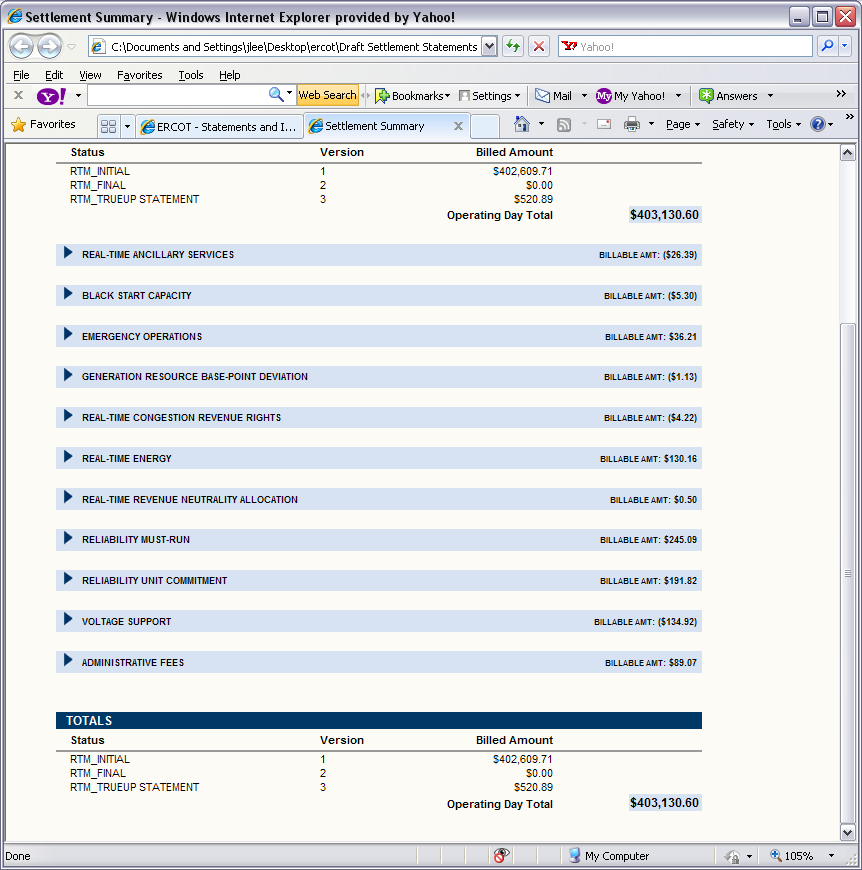 Settlement Summary - Windows Internet Explorer provided by Yahoo!
C:\Documents and Settings\jlee\Desktop\ercot\Draft Settlement Statements
Yahoo!
File Edit View Favorites Tools Help
Y! Web Search Bookmarks Settings Mail My My Yahoo! Answers
Favorites ERCOT - Statements and I... Settlement Summary Page Safety Tools
Status Version Billed Amount
RTM_INITIAL 1 $402,609.71
RTM_FINAL 2 $0.00
RTM_TRUEUP STATEMENT 3 $520.89
Operating Day Total $403,130.60
REAL-TIME ANCILLARY SERVICES BILLABLE AMT: ($26.39)
BLACK START CAPACITY BILLABLE AMT: ($5.30)
EMERGENCY OPERATIONS BILLABLE AMT: $36.21
GENERATION RESOURCE BASE-POINT DEVIATION BILLABLE AMT: ($1.13)
REAL-TIME CONGESTION REVENUE RIGHTS BILLABLE AMT: ($4.22)
REAL-TIME ENERGY BILLABLE AMT: $130.16
REAL-TIME REVENUE NEUTRALITY ALLOCATION BILLABLE AMT: $0.50
RELIABILITY MUST-RUN BILLABLE AMT: $245.09
RELIABILITY UNIT COMMITMENT BILLABLE AMT: $191.82
VOLTAGE SUPPORT BILLABLE AMT: ($134.92)
ADMINISTRATIVE FEES BILLABLE AMT: $89.07
TOTALS
Status Version Billed Amount
RTM_INITIAL 1 $402,609.71
RTM_FINAL 2 $0.00
RTM_TRUEUP STATEMENT 3 $520.89
Operating Day Total $403,130.60
Done My Computer 105%